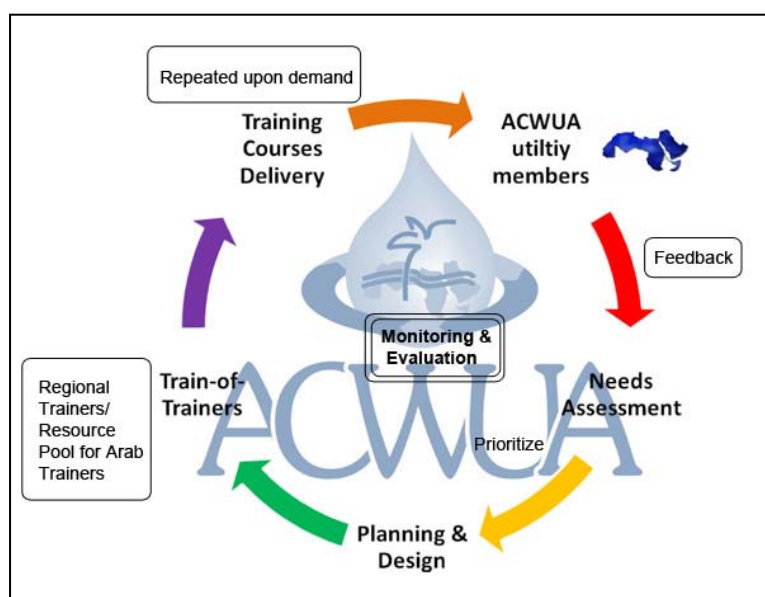 Repeated upon demand
Training
Courses
Delivery
ACWUA
utiltiy
members
Feedback
Monitoring &
Evaluation
Regional
Trainers/
Resource
Pool for Arab
Trainers
Train-of-
Trainers
Needs
Assessment
ACWUA
Prioritize
Planning &
Design